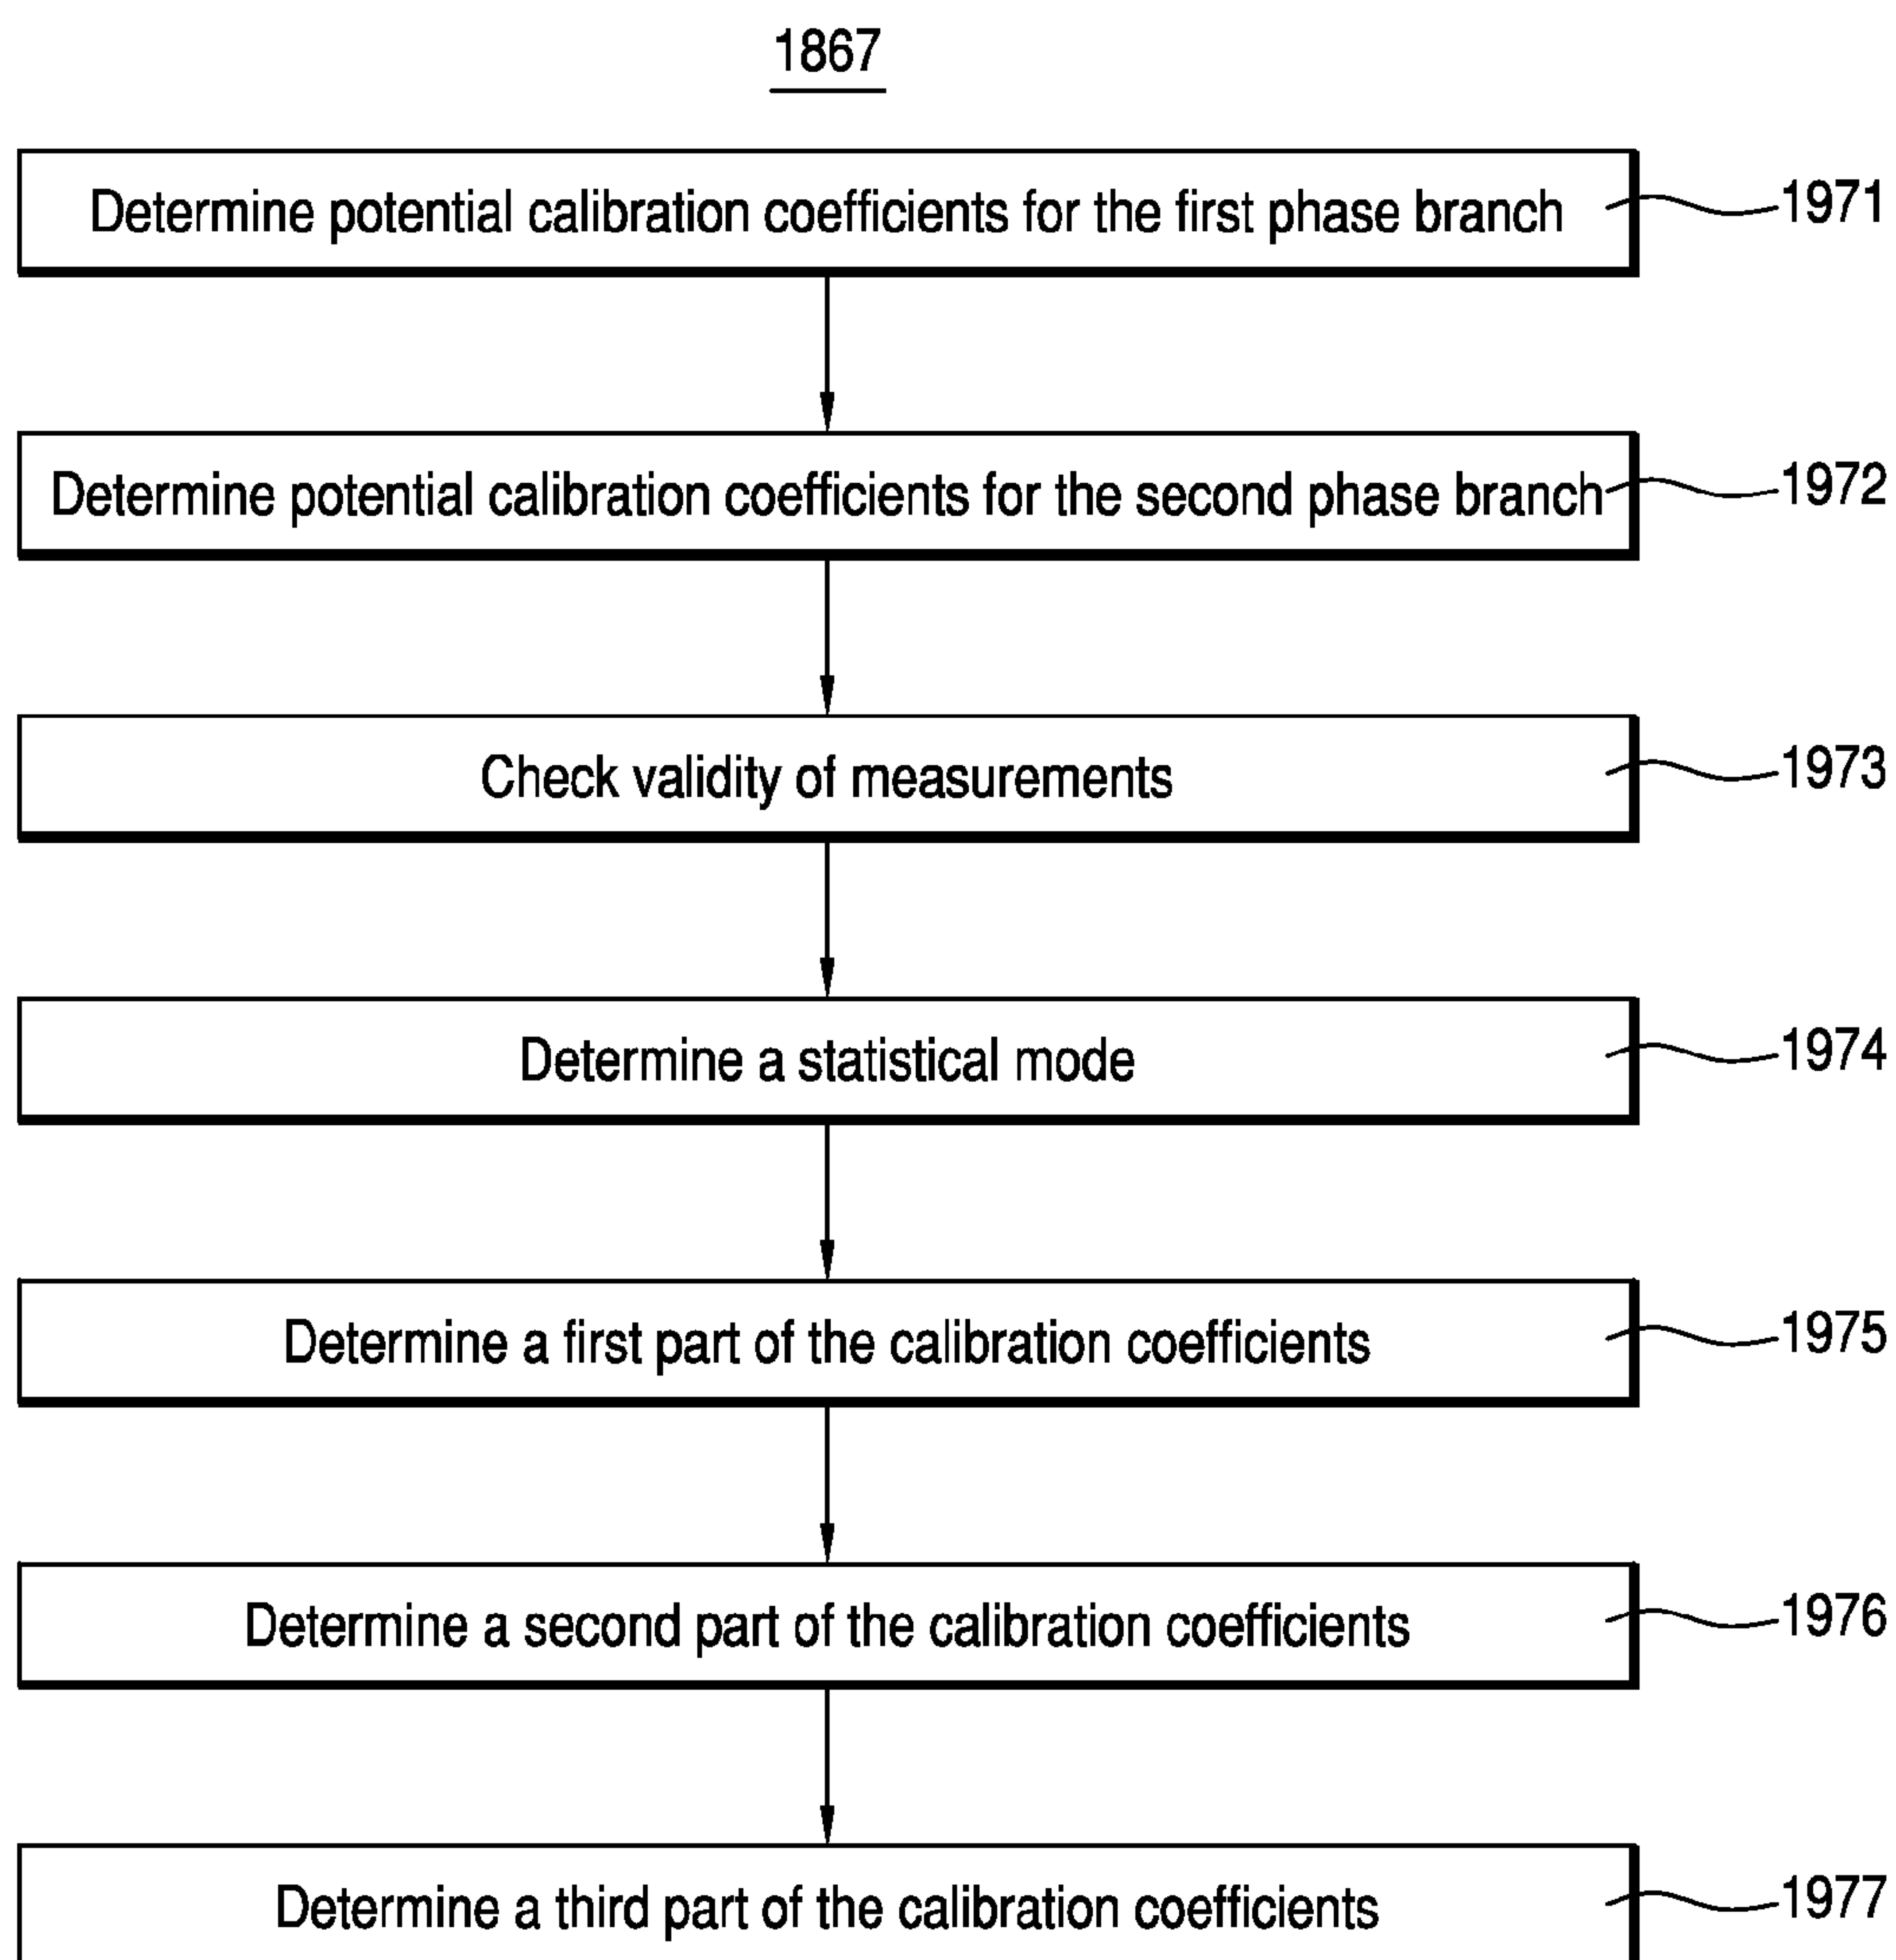 1867
Determine potential calibration coefficients for the first phase branch
1971
Determine potential calibration coefficients for the second phase branch
1972
Check validity of measurements
1973
Determine a statistical mode
1974
Determine a first part of the calibration coefficients
1975
Determine a second part of the calibration coefficients
1976
Determine a third part of the calibration coefficients
1977